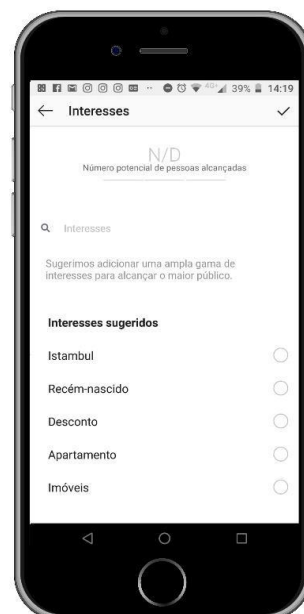 39% 14:19
Interesses
N/D
Número potencial de pessoas alcançadas
Interesses
Sugerimos adicionar uma ampla gama de
interesses para alcançar o maior público.
Interesses sugeridos
Istambul
Recém-nascido
Desconto
Apartamento
Imóveis